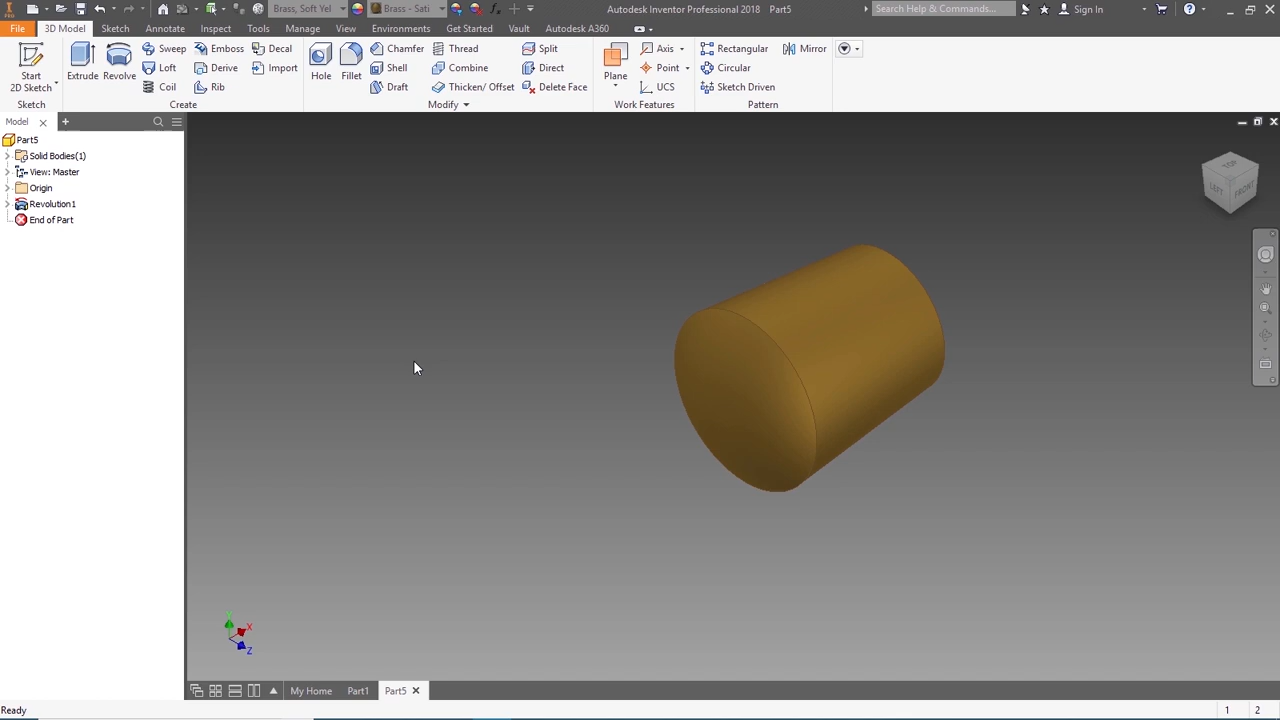 PRO Brass, Soft Yel Brass - Sati Autodesk Inventor Professional 2018 Part5 Search Help & Commands... Sign In
File 3D Model Sketch Annotate Inspect Tools Manage View Environments Get Started Vault Autodesk A360
Start 2D Sketch Extrude Revolve Sweep Emboss Decal Hole Fillet Chamfer Thread Split Plane Axis Rectangular Mirror
Loft Derive Import Shell Combine Direct Point Circular
Coil Rib Draft Thicken/ Offset Delete Face UCS Sketch Driven
Sketch Create Modify Work Features Pattern
Model
Part5
Solid Bodies(1)
View: Master
Origin
Revolution1
End of Part
TOP
LEFT FRONT
Y
X
Z
My Home Part1 Part5
Ready 1 2